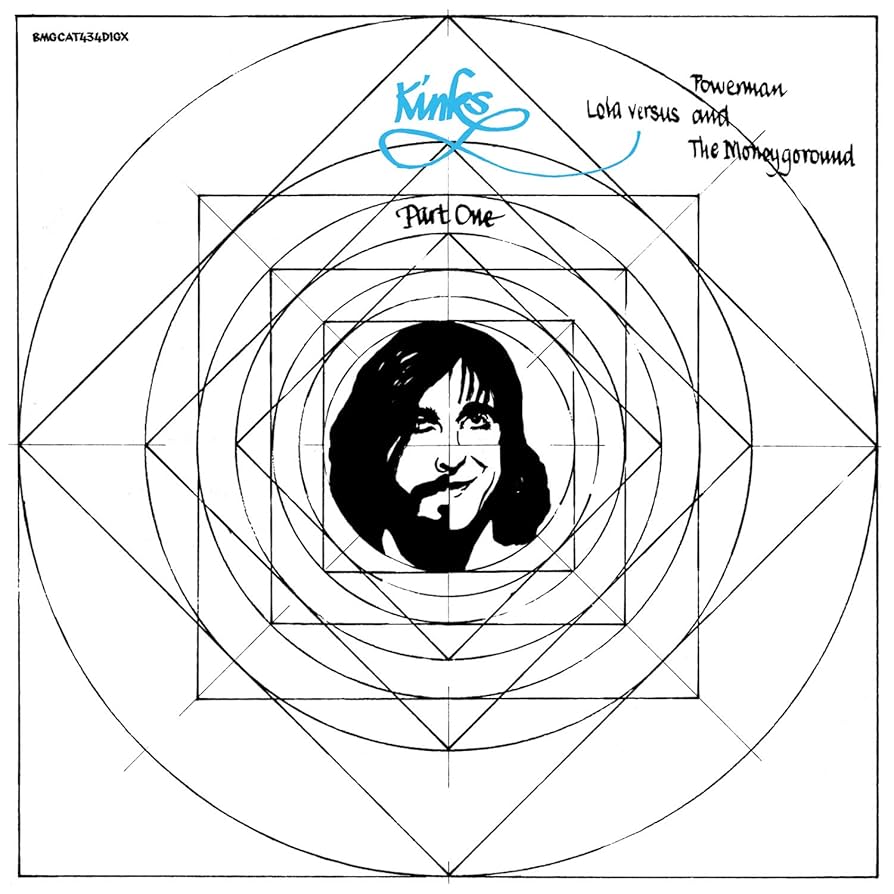 BMGCAT434DIGX
Kinks
Lola versus
Powerman
and
The Moneygoround
Part One